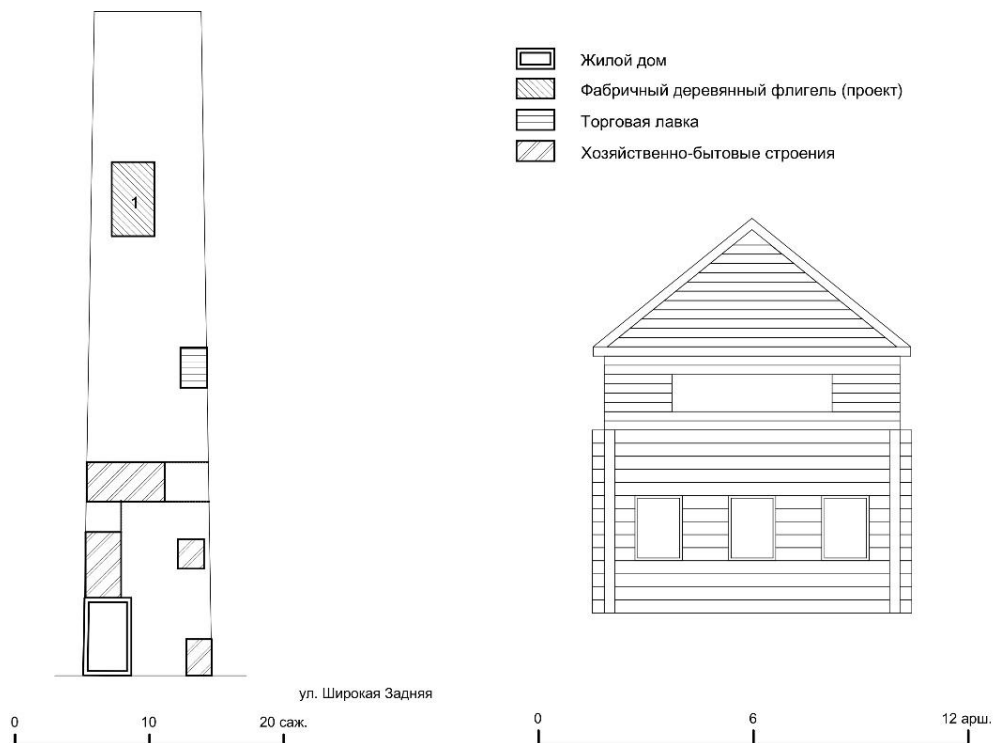 Жилой дом
Фабричный деревянный флигель (проект)
Торговая лавка
Хозяйственно-бытовые строения
1
ул. Широкая Задняя
0 10 20 саж.
0 6 12 арш.